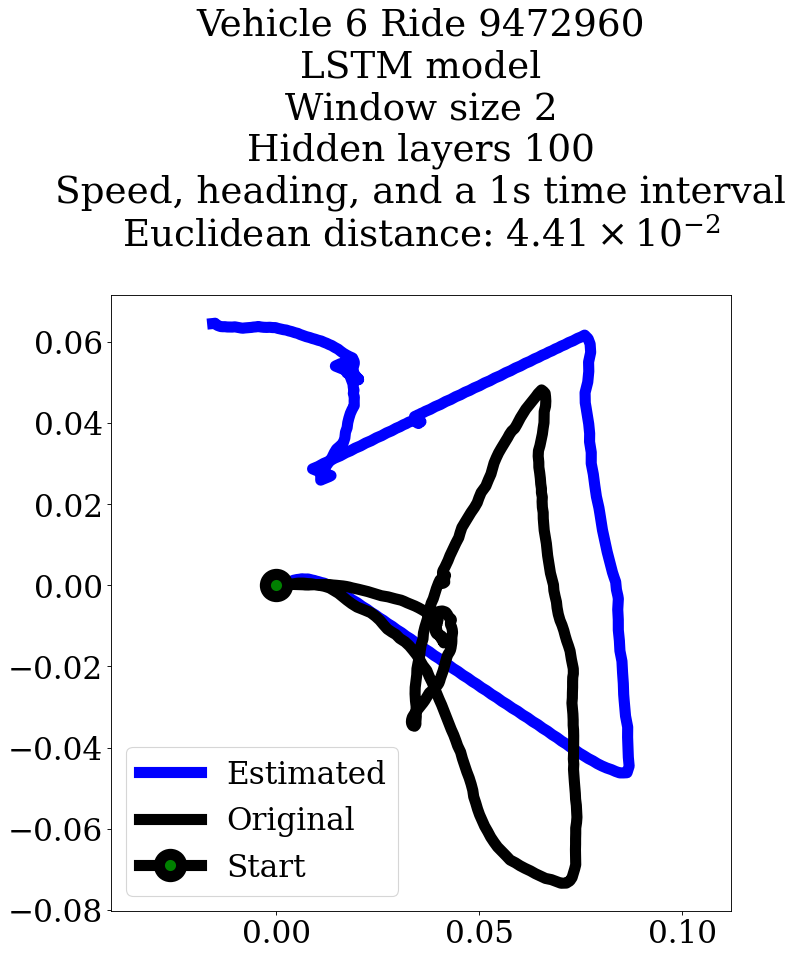 Vehicle 6 Ride 9472960
LSTM model
Window size 2
Hidden layers 100
Speed, heading, and a 1s time interval
Euclidean distance: 4.41 × 10⁻²
0.06
0.04
0.02
0.00
−0.02
−0.04
−0.06
−0.08
Estimated
Original
Start
0.00 0.05 0.10